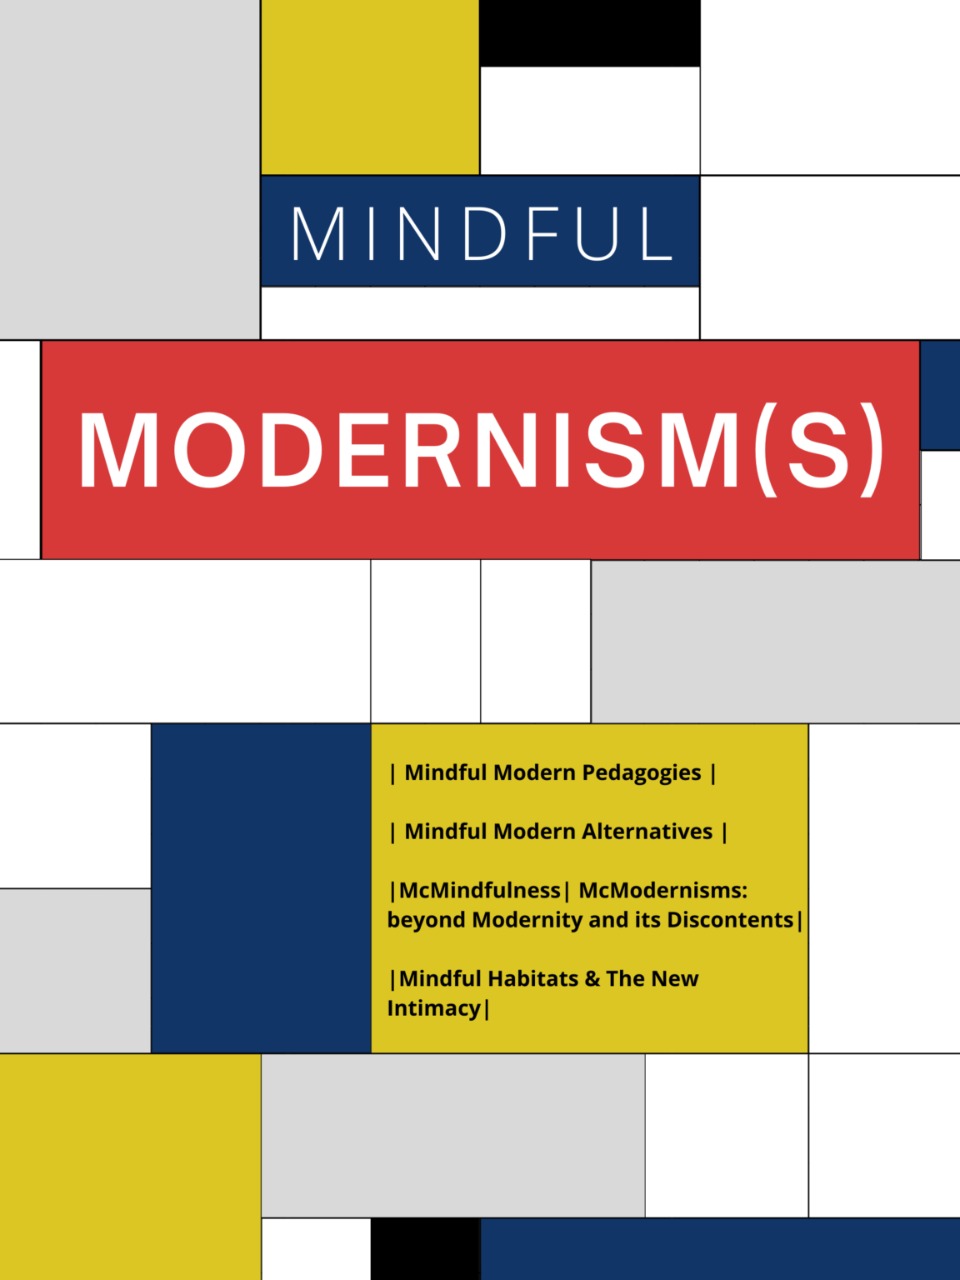 MINDFUL
MODERNISM(S)
| Mindful Modern Pedagogies |
| Mindful Modern Alternatives |
|McMindfulness| McModernisms:
beyond Modernity and its Discontents|
|Mindful Habitats & The New
Intimacy|